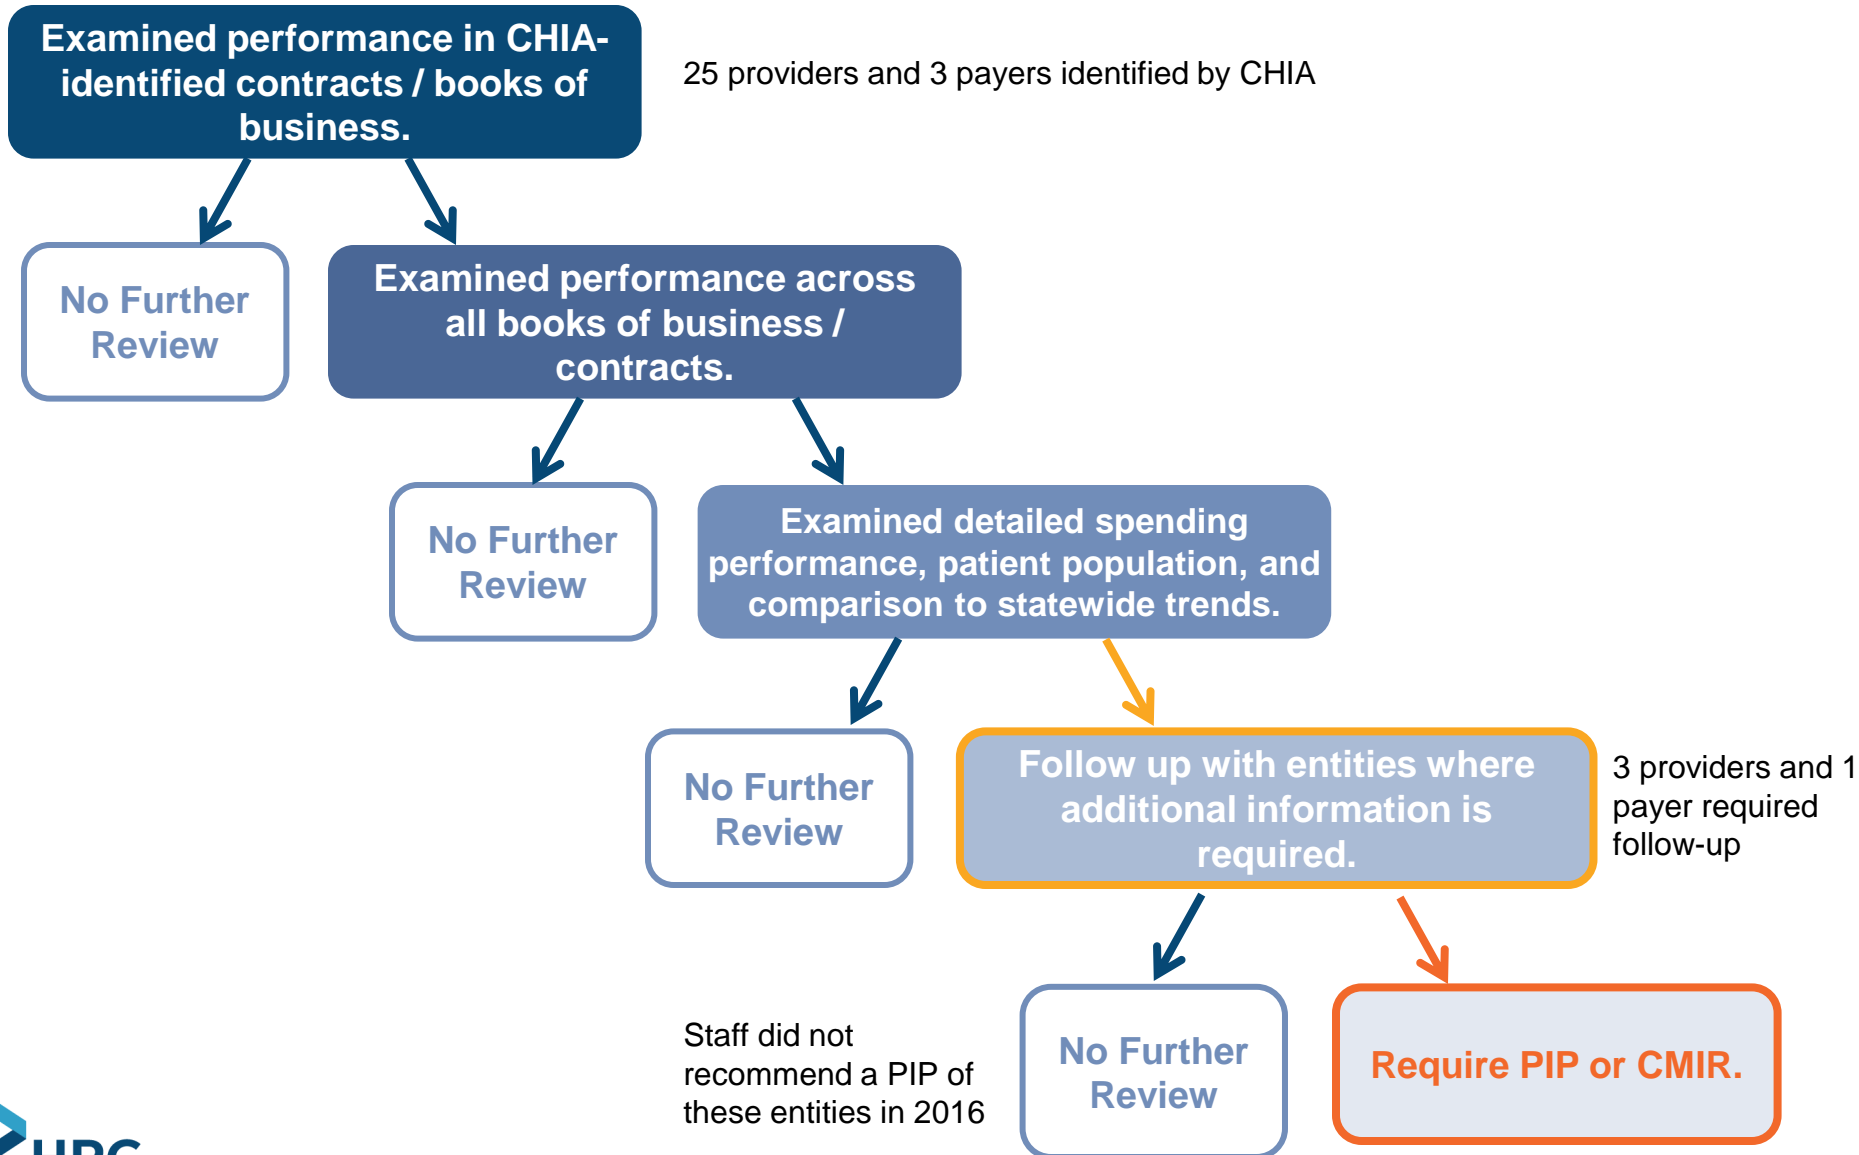 Examined performance in CHIA-
identified contracts / books of
business.
25 providers and 3 payers identified by CHIA
No Further
Review
Examined performance across
all books of business /
contracts.
No Further
Review
Examined detailed spending
performance, patient population, and
comparison to statewide trends.
No Further
Review
Follow up with entities where
additional information is
required.
3 providers and 1
payer required
follow-up
Staff did not
recommend a PIP of
these entities in 2016
No Further
Review
Require PIP or CMIR.
HPC